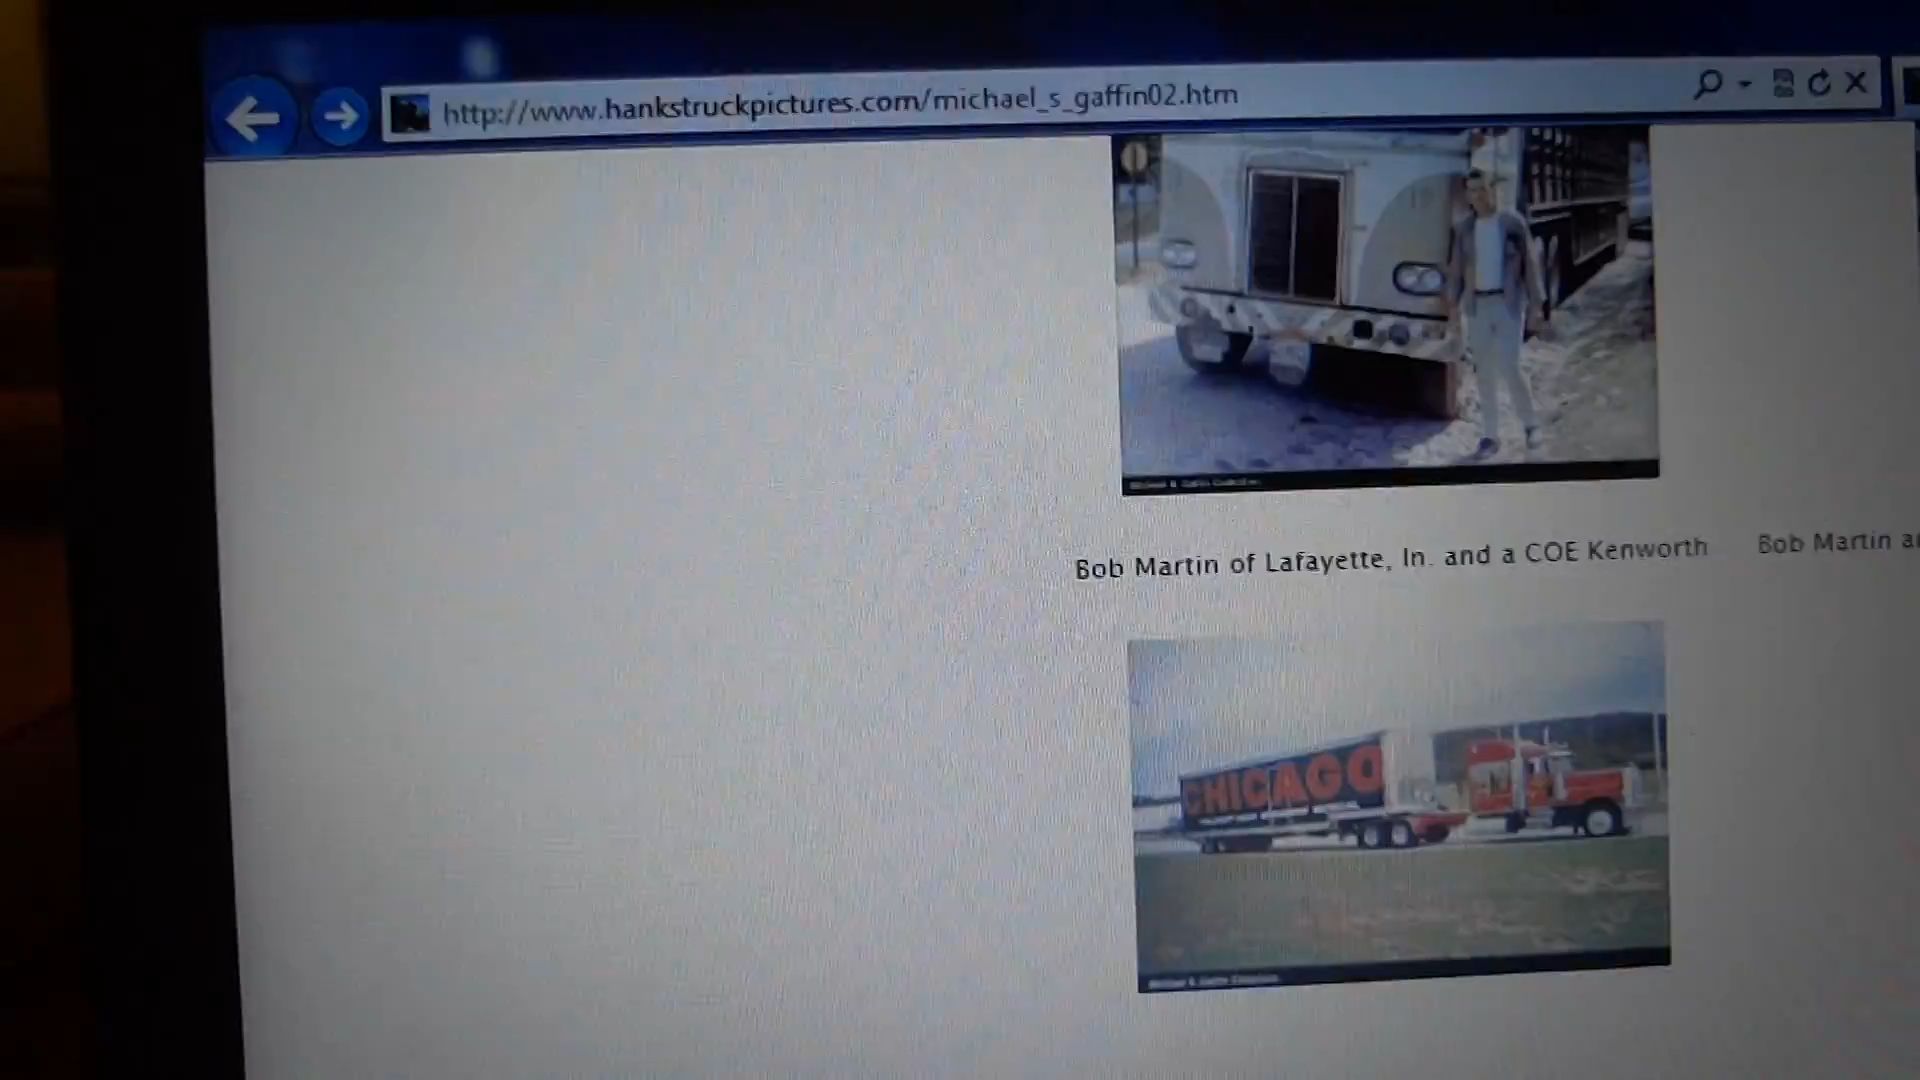 http://www.hankstruckpictures.com/michael_s_gaffin02.htm
Bob Martin of Lafayette, In. and a COE Kenworth
Bob Martin
CHICAGO